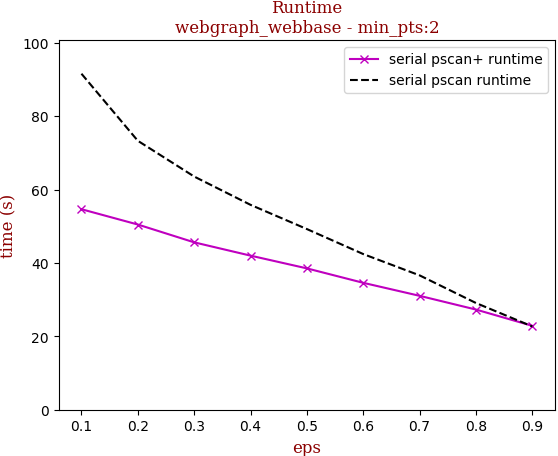 Runtime
webgraph_webbase - min_pts:2
serial pscan+ runtime
serial pscan runtime
time (s)
100
80
60
40
20
0
0.1 0.2 0.3 0.4 0.5 0.6 0.7 0.8 0.9
eps